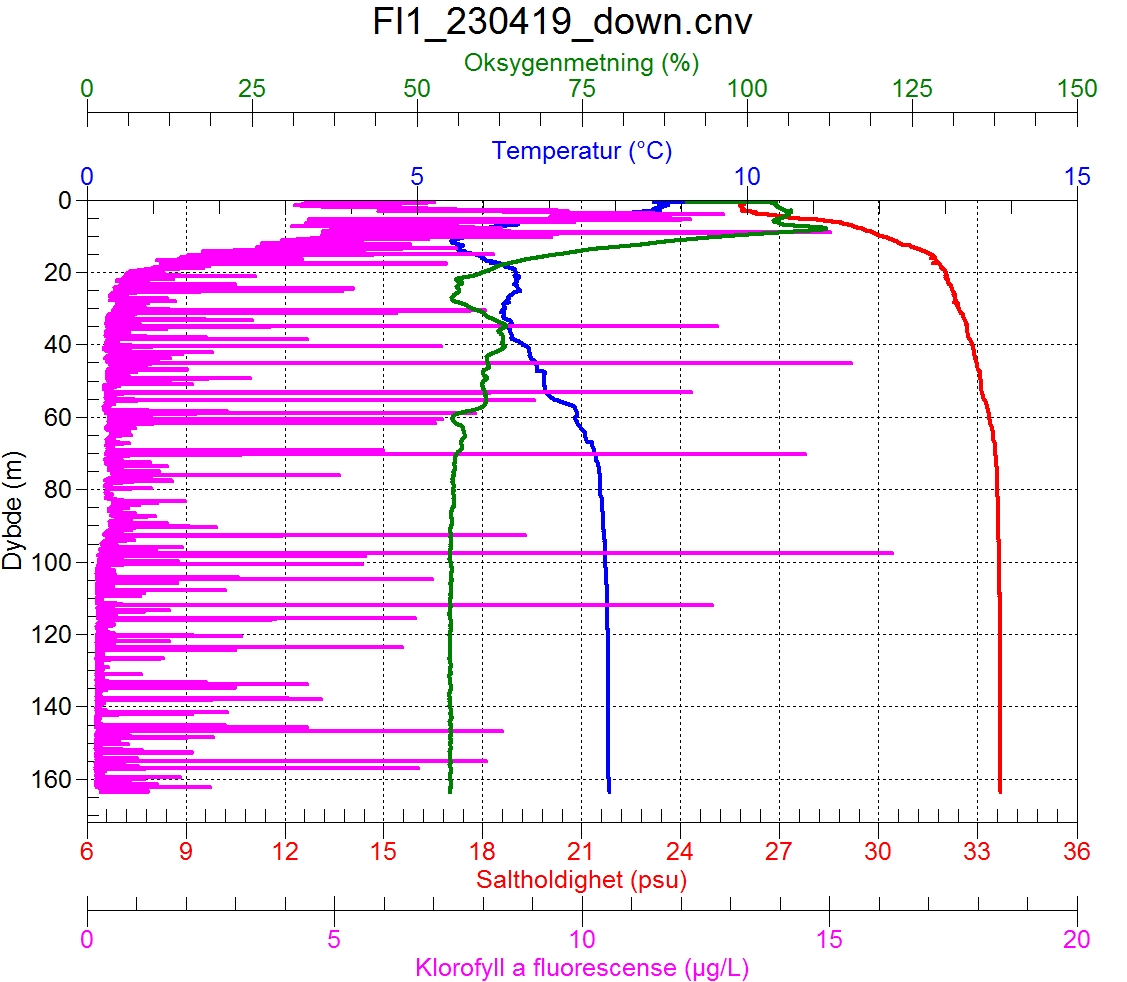 Fl1_230419_down.cnv
Oksygenmetning (%)
0 25 50 75 100 125 150
Temperatur (°C)
0 5 10 15
0
20
40
60
80
100
120
140
160
Dybde (m)
6 9 12 15 18 21 24 27 30 33 36
Saltholdighet (psu)
0 5 10 15 20
Klorofyll a fluorescense (µg/L)